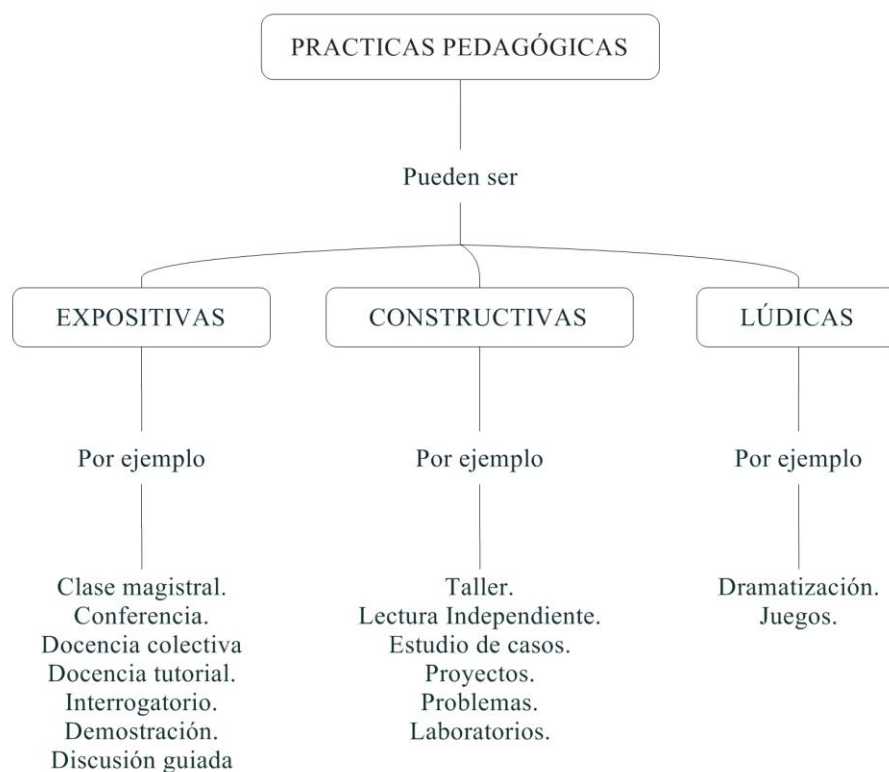 PRACTICAS PEDAGÓGICAS
Pueden ser
EXPOSITIVAS
CONSTRUCTIVAS
LÚDICAS
Por ejemplo
Por ejemplo
Por ejemplo
Clase magistral.
Conferencia.
Docencia colectiva
Docencia tutorial.
Interrogatorio.
Demostración.
Discusión guiada
Taller.
Lectura Independiente.
Estudio de casos.
Proyectos.
Problemas.
Laboratorios.
Dramatización.
Juegos.